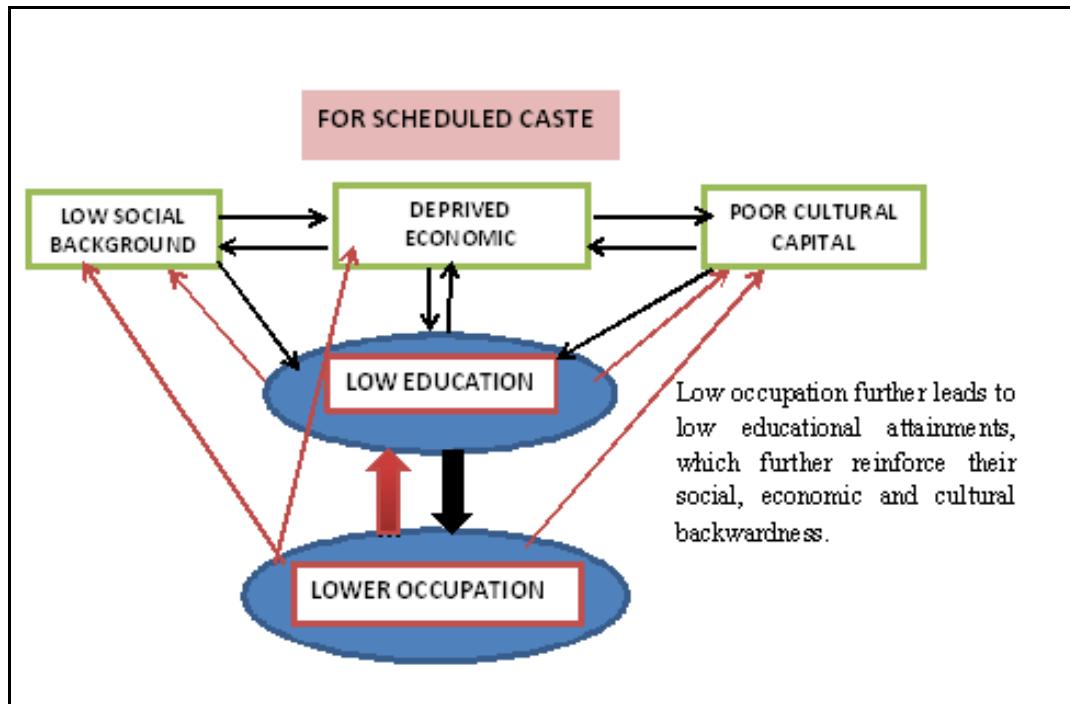 FOR SCHEDULED CASTE
LOW SOCIAL
BACKGROUND
DEPRIVED
ECONOMIC
POOR CULTURAL
CAPITAL
LOW EDUCATION
Low occupation further leads to
low educational attainments,
which further reinforce their
social, economic and cultural
backwardness.
LOWER OCCUPATION